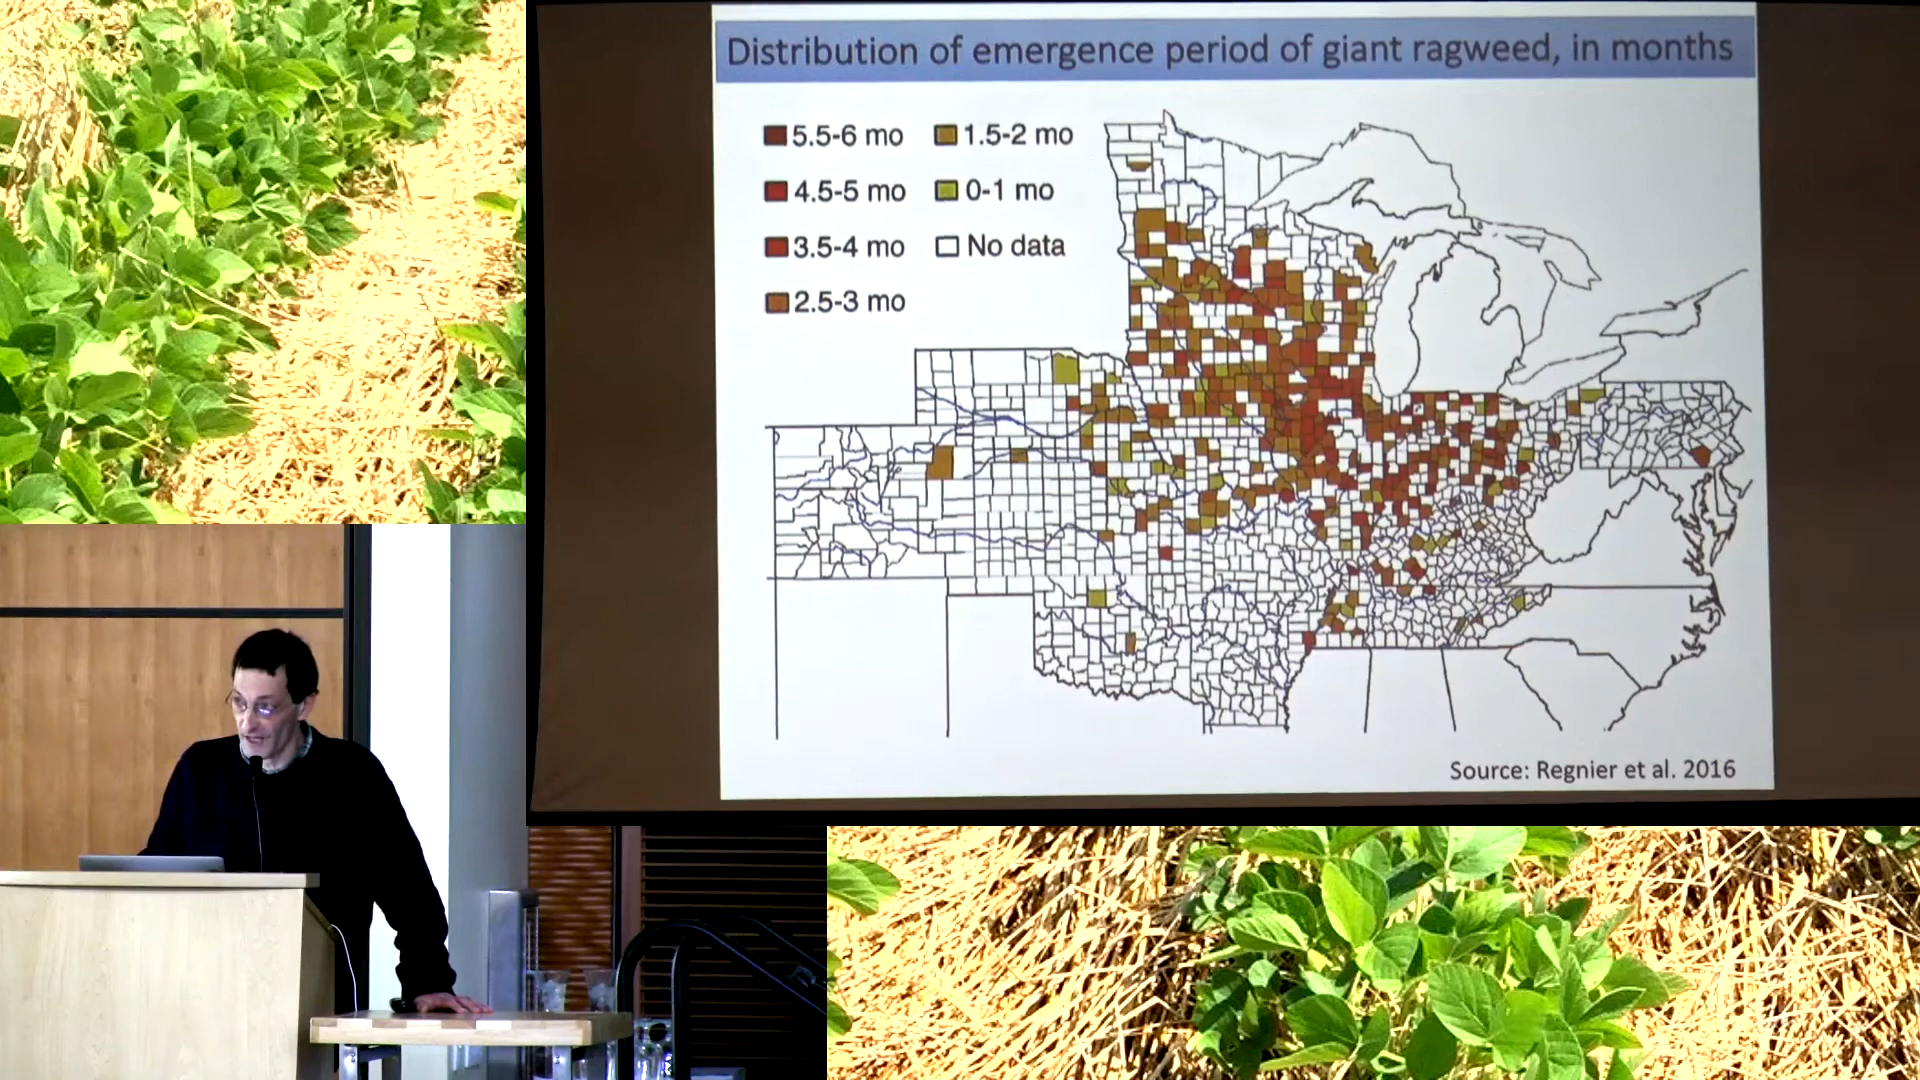 Distribution of emergence period of giant ragweed, in months
5.5-6 mo
4.5-5 mo
3.5-4 mo
2.5-3 mo
1.5-2 mo
0-1 mo
No data
Source: Regnier et al. 2016